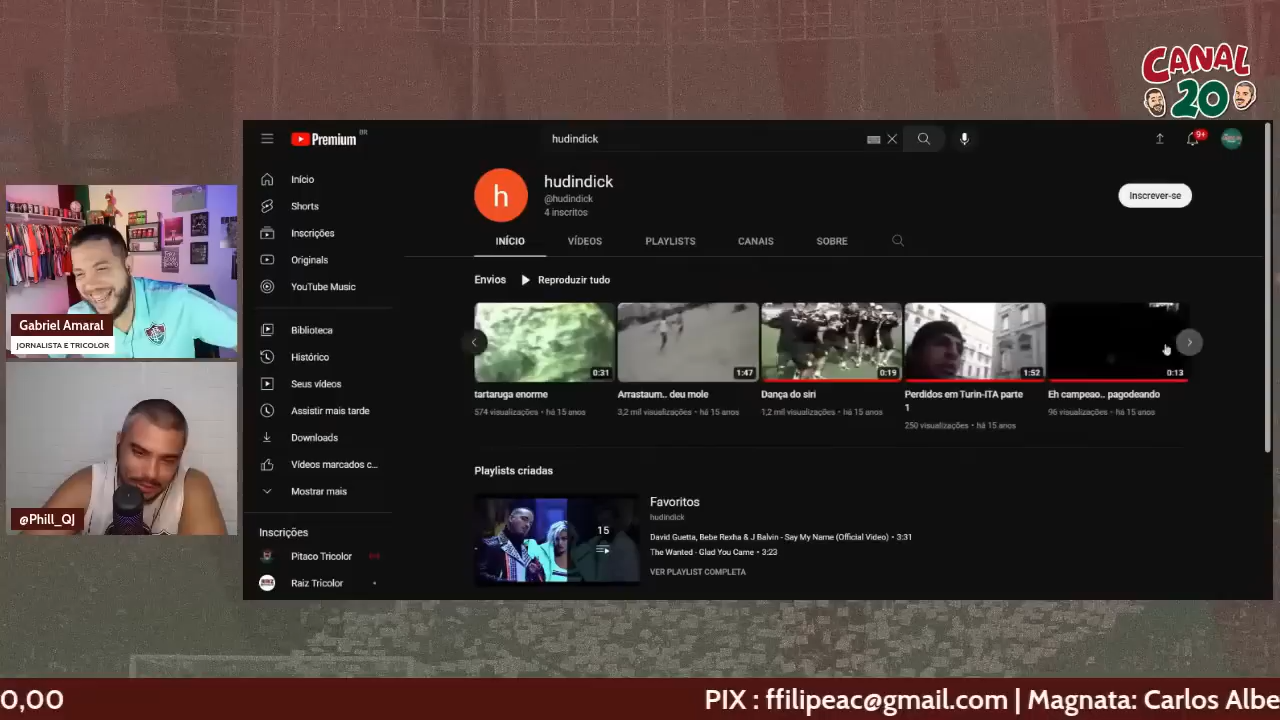 CANAL
20
Premium
BR
hudindick
9+
Início
Shorts
Inscrições
Originals
YouTube Music
Biblioteca
Histórico
Seus vídeos
Assistir mais tarde
Downloads
Vídeos marcados c...
Mostrar mais
Inscrições
Pitaco Tricolor
Raiz Tricolor
h
hudindick
@hudindick
4 inscritos
Inscrever-se
INÍCIO
VÍDEOS
PLAYLISTS
CANAIS
SOBRE
Envios
Reproduzir tudo
0:31
1:47
0:19
1:52
0:13
tartaruga enorme
574 visualizações • há 15 anos
Arrastaum.. deu mole
3,2 mil visualizações • há 15 anos
Dança do siri
1,2 mil visualizações • há 15 anos
Perdidos em Turin-ITA parte
1
250 visualizações • há 15 anos
Eh campeao.. pagodeando
96 visualizações • há 15 anos
Playlists criadas
15
Favoritos
hudindick
David Guetta, Bebe Rexha & J Balvin - Say My Name (Official Video) • 3:31
The Wanted - Glad You Came • 3:23
VER PLAYLIST COMPLETA
Gabriel Amaral
JORNALISTA E TRICOLOR
@Phill_QJ
0,00
PIX : ffilipeac@gmail.com | Magnata: Carlos Albe